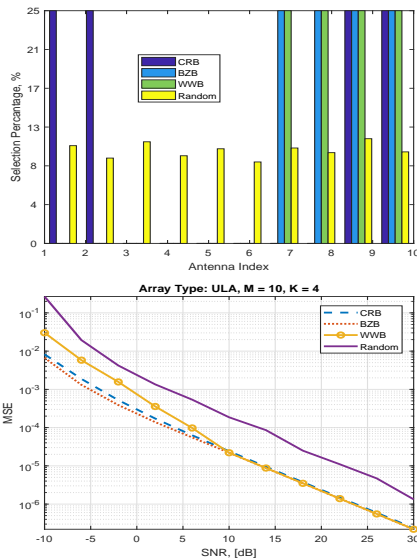 25
21
17
13
8
4
0
Selection Percentage, %
CRB
BZB
WWB
Random
1 2 3 4 5 6 7 8 9 10
Antenna Index
Array Type: ULA, M = 10, K = 4
10^-1
10^-2
10^-3
10^-4
10^-5
10^-6
MSE
CRB
BZB
WWB
Random
-10 -5 0 5 10 15 20 25 30
SNR, [dB]